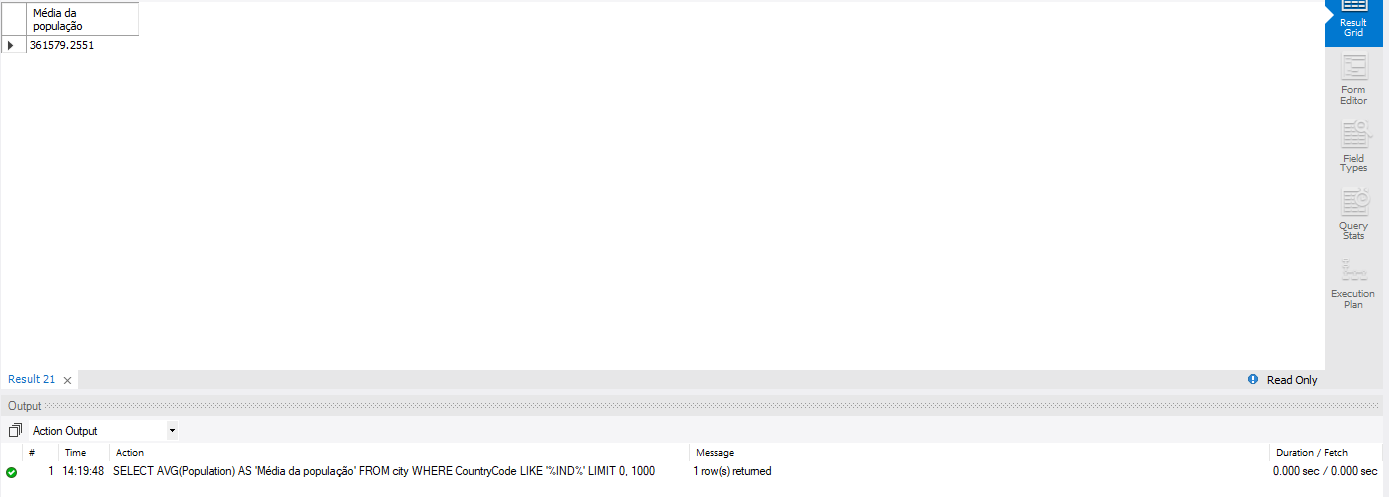 Média da
população
361579.2551
Result
Grid
Form
Editor
Field
Types
Query
Stats
Execution
Plan
Result 21
Read Only
Output
Action Output
# Time Action Message Duration / Fetch
1 14:19:48 SELECT AVG(Population) AS 'Média da população' FROM city WHERE CountryCode LIKE '%IND%' LIMIT 0, 1000 1 row(s) returned 0.000 sec / 0.000 sec